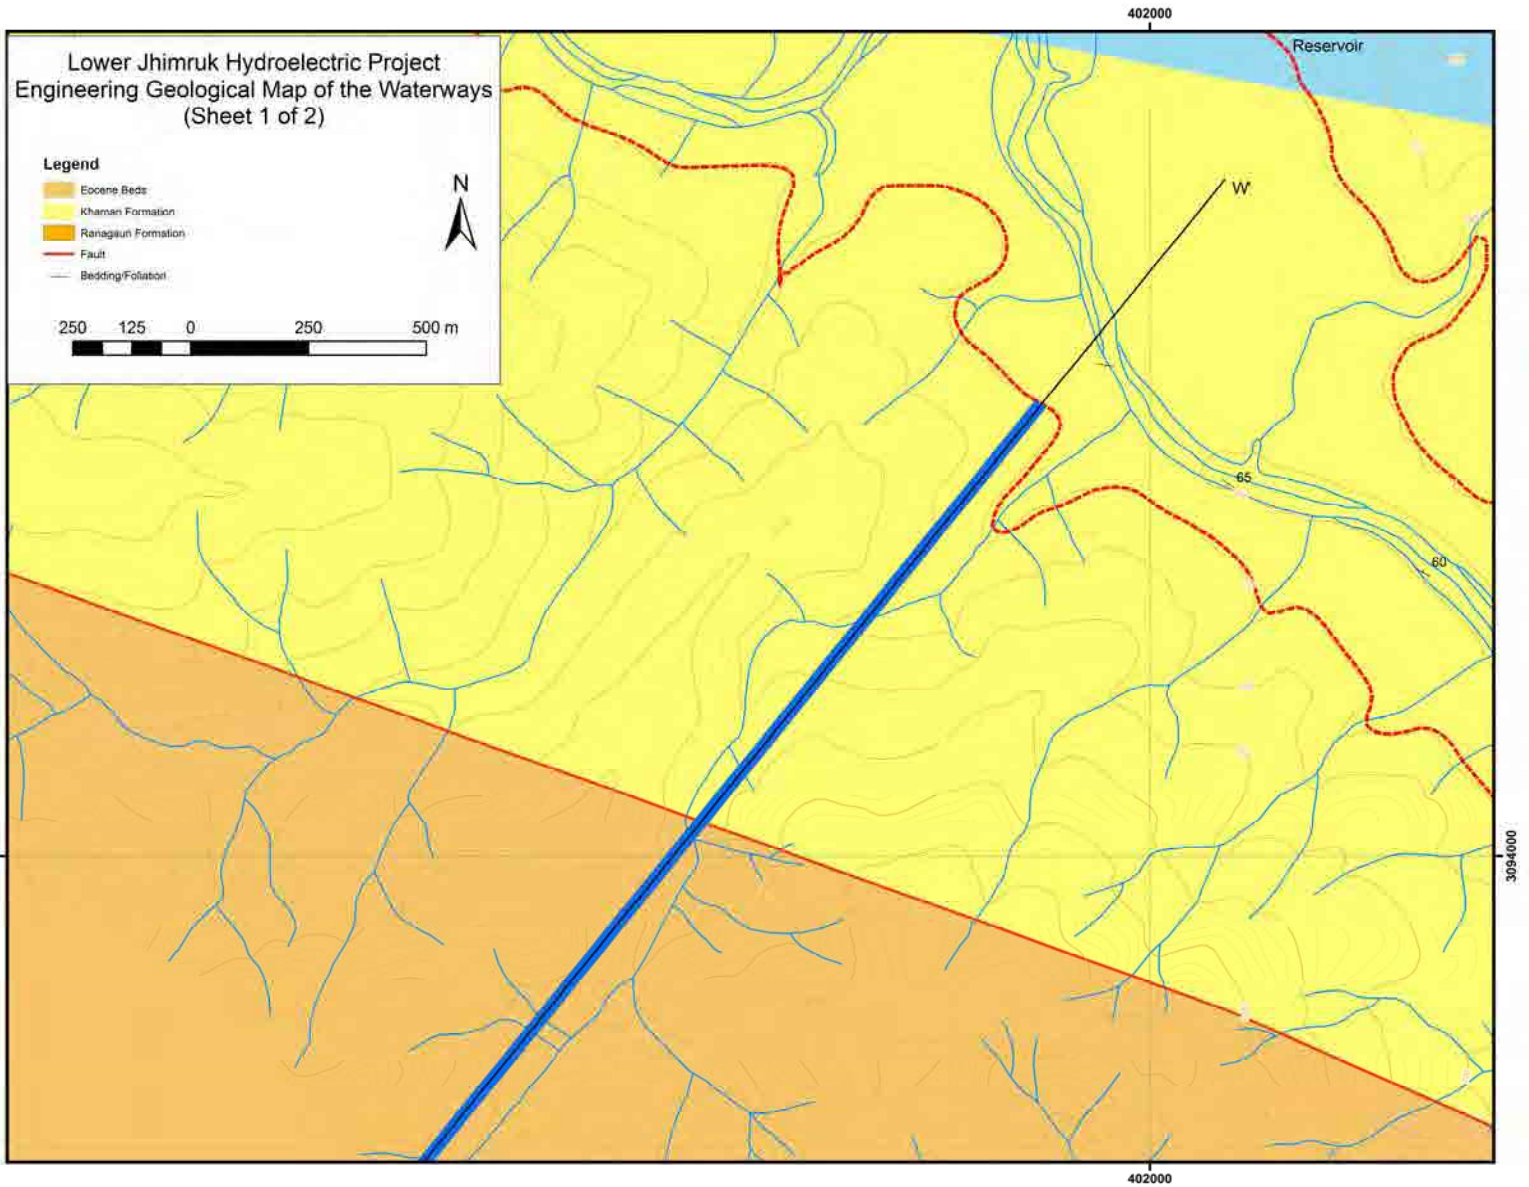 402000
Reservoir
Lower Jhimruk Hydroelectric Project
Engineering Geological Map of the Waterways
(Sheet 1 of 2)
Legend
Eocene Beds
Khamari Formation
Ranagaun Formation
Fault
Bedding/Foliation
N
250 125 0 250 500 m
W'
65
60
3094000
402000